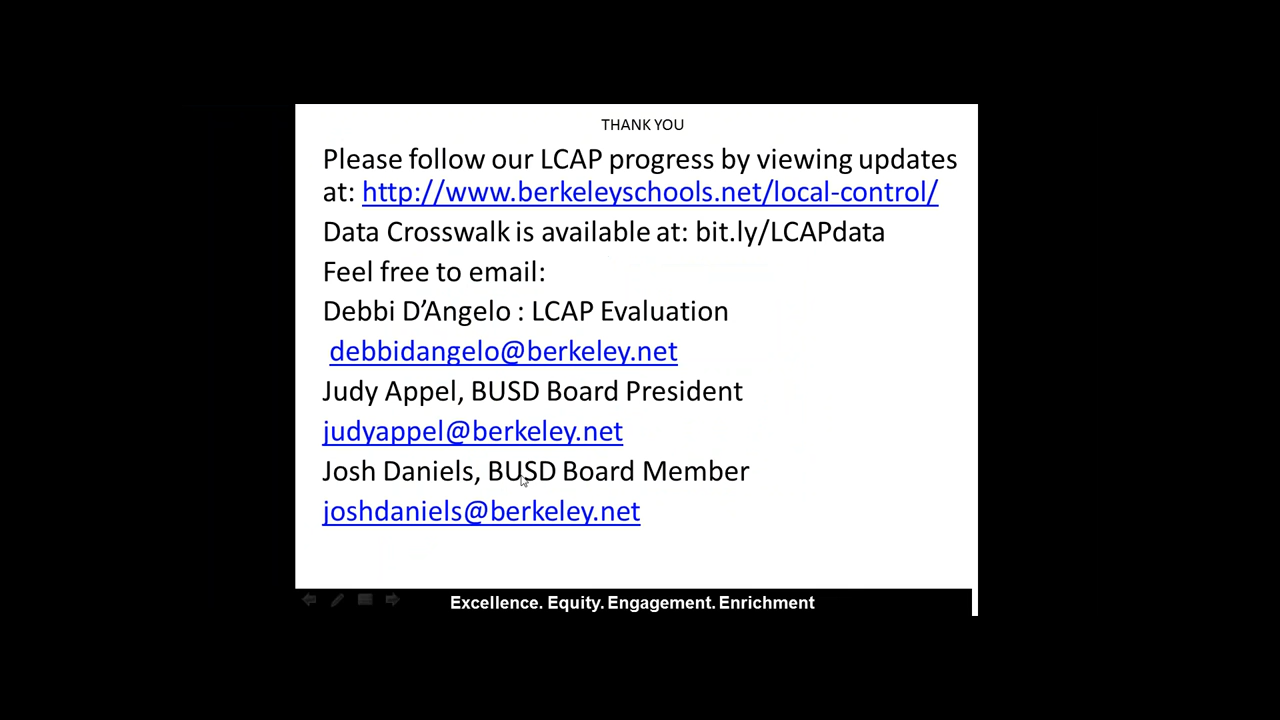 THANK YOU
Please follow our LCAP progress by viewing updates
at: http://www.berkeleyschools.net/local-control/
Data Crosswalk is available at: bit.ly/LCAPdata
Feel free to email:
Debbi D’Angelo : LCAP Evaluation
debbidangelo@berkeley.net
Judy Appel, BUSD Board President
judyappel@berkeley.net
Josh Daniels, BUSD Board Member
joshdaniels@berkeley.net
Excellence. Equity. Engagement. Enrichment